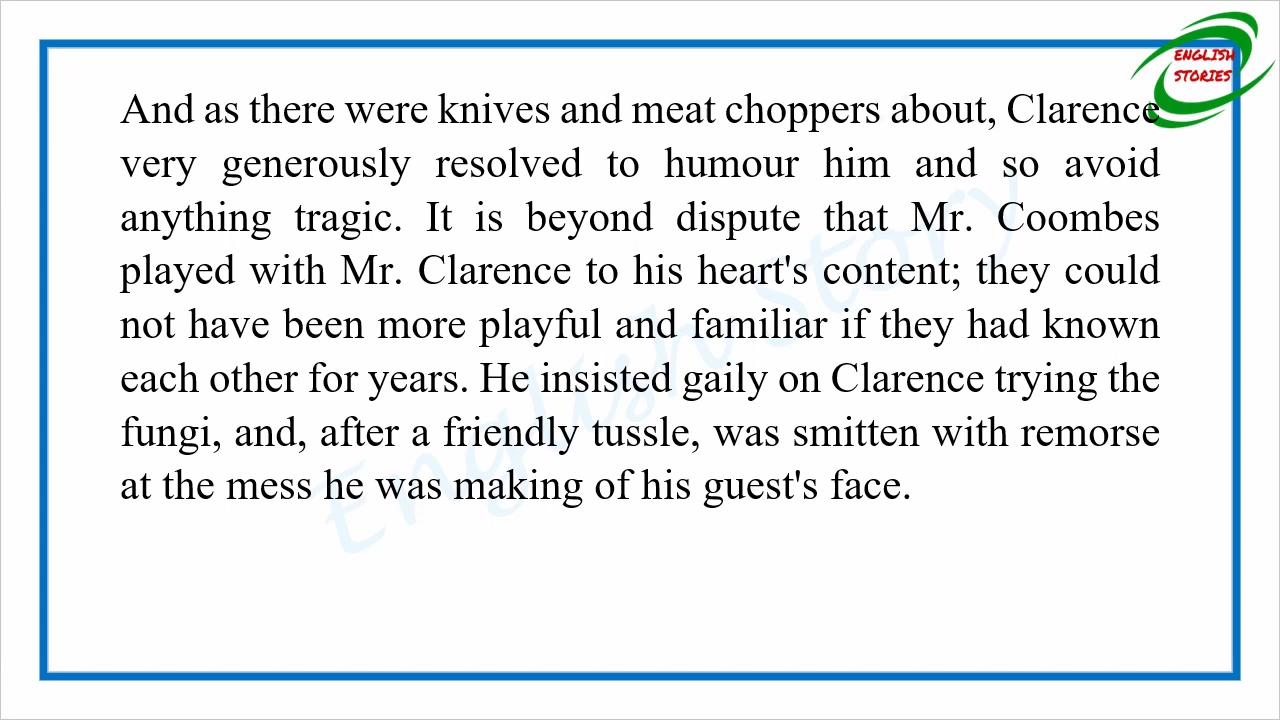 ENGLISH
STORIES
And as there were knives and meat choppers about, Clarence
very generously resolved to humour him and so avoid
anything tragic. It is beyond dispute that Mr. Coombes
played with Mr. Clarence to his heart's content; they could
not have been more playful and familiar if they had known
each other for years. He insisted gaily on Clarence trying the
fungi, and, after a friendly tussle, was smitten with remorse
at the mess he was making of his guest's face.
English Story